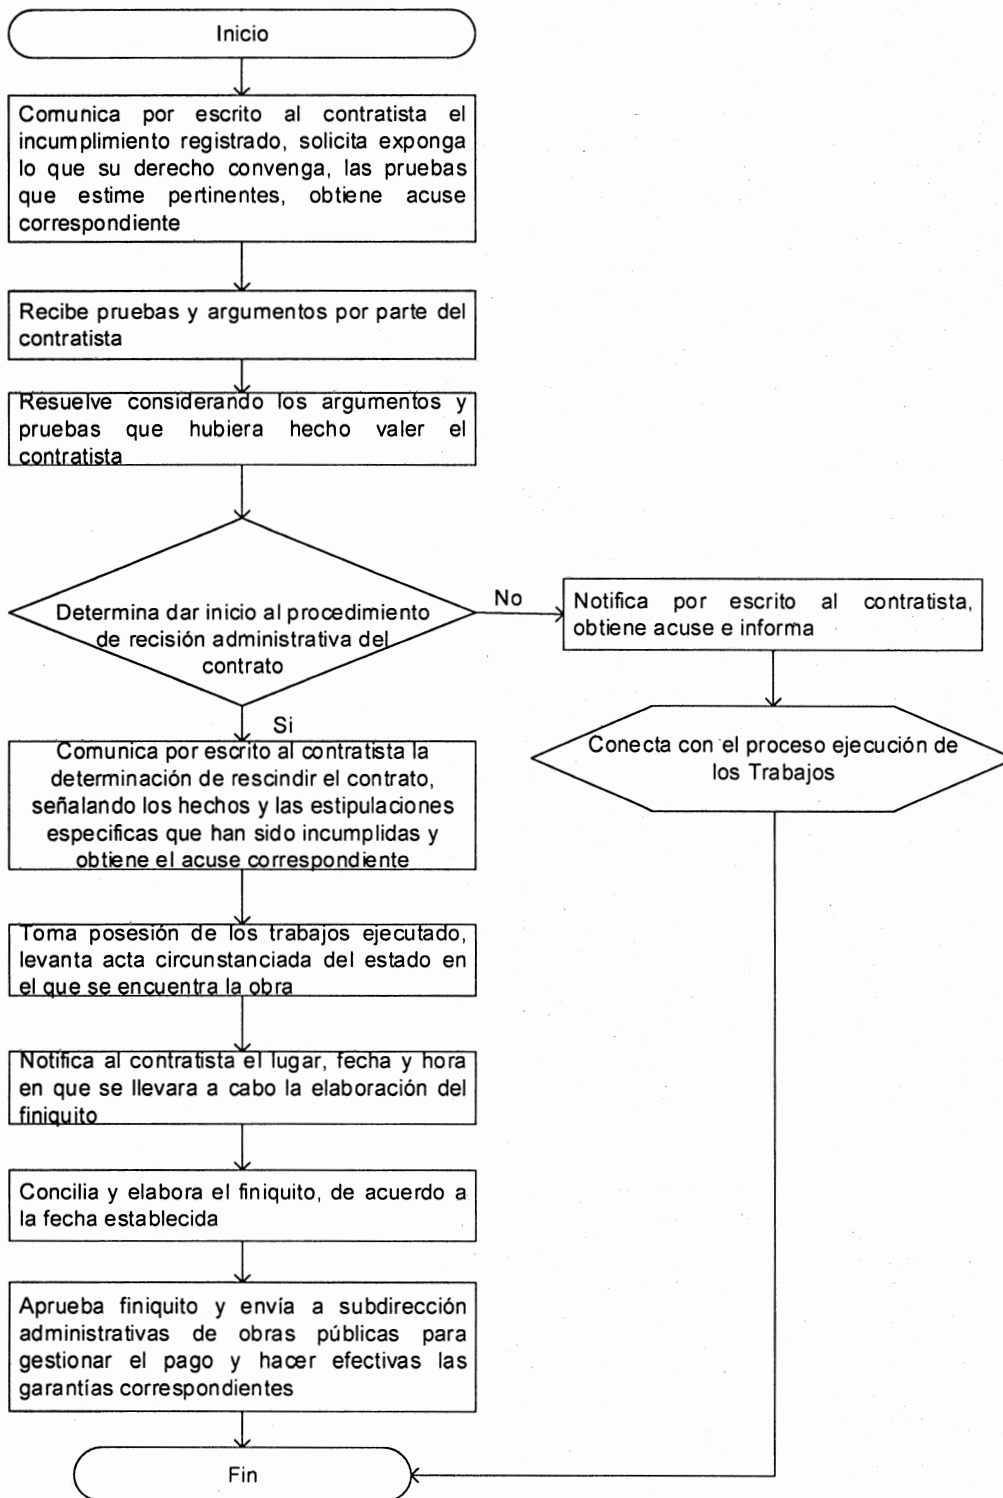 Inicio
Comunica por escrito al contratista el
incumplimiento registrado, solicita exponga
lo que su derecho convenga, las pruebas
que estime pertinentes, obtiene acuse
correspondiente
Recibe pruebas y argumentos por parte del
contratista
Resuelve considerando los argumentos y
pruebas que hubiera hecho valer el
contratista
Determina dar inicio al procedimiento
de recisión administrativa del
contrato
No
Notifica por escrito al contratista,
obtiene acuse e informa
Conecta con el proceso ejecución de
los Trabajos
Si
Comunica por escrito al contratista la
determinación de rescindir el contrato,
señalando los hechos y las estipulaciones
especificas que han sido incumplidas y
obtiene el acuse correspondiente
Toma posesión de los trabajos ejecutado,
levanta acta circunstanciada del estado en
el que se encuentra la obra
Notifica al contratista el lugar, fecha y hora
en que se llevara a cabo la elaboración del
finiquito
Concilia y elabora el finiquito, de acuerdo a
la fecha establecida
Aprueba finiquito y envía a subdirección
administrativas de obras públicas para
gestionar el pago y hacer efectivas las
garantías correspondientes
Fin